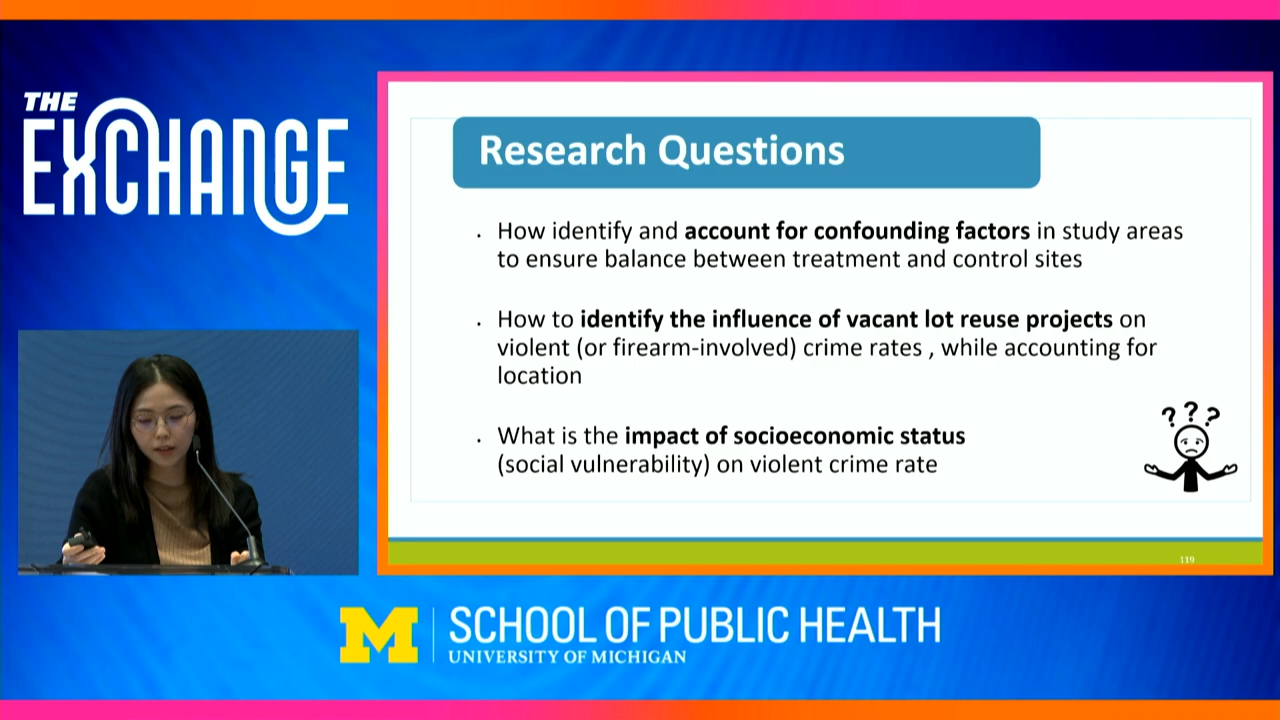 THE
EXCHANGE
Research Questions
. How identify and account for confounding factors in study areas
to ensure balance between treatment and control sites
. How to identify the influence of vacant lot reuse projects on
violent (or firearm-involved) crime rates , while accounting for
location
. What is the impact of socioeconomic status
(social vulnerability) on violent crime rate
? ? ?
119
M SCHOOL OF PUBLIC HEALTH
UNIVERSITY OF MICHIGAN